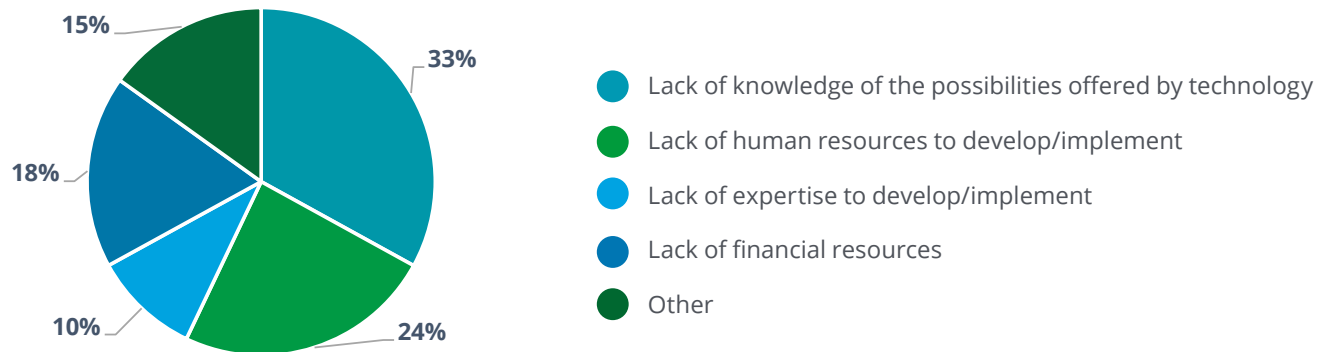 15%
33%
18%
10%
24%
Lack of knowledge of the possibilities offered by technology
Lack of human resources to develop/implement
Lack of expertise to develop/implement
Lack of financial resources
Other